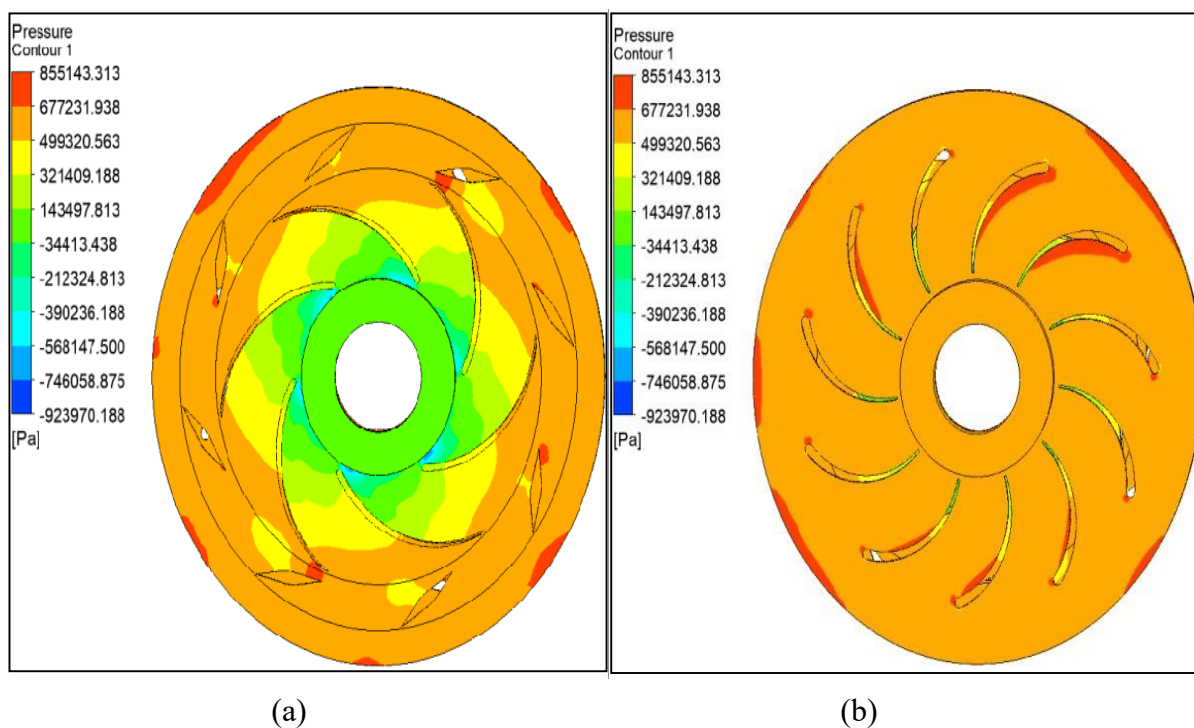 Pressure
Contour 1
855143.313
677231.938
499320.563
321409.188
143497.813
-34413.438
-212324.813
-390236.188
-568147.500
-746058.875
-923970.188
[Pa]
Pressure
Contour 1
855143.313
677231.938
499320.563
321409.188
143497.813
-34413.438
-212324.813
-390236.188
-568147.500
-746058.875
-923970.188
[Pa]
(a)
(b)